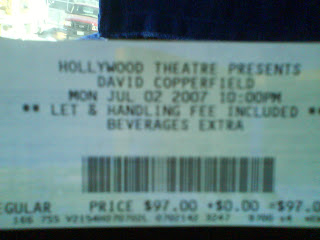 HOLLYWOOD THEATRE PRESENTS
DAVID COPPERFIELD
MON JUL 02 2007 10:00PM
** LET & HANDLING FEE INCLUDED **
BEVERAGES EXTRA
EGULAR PRICE $97.00 +$0.00 =$97.0